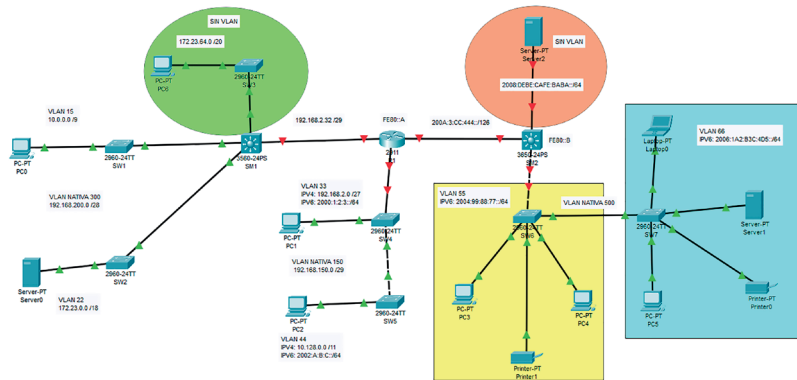 SIN VLAN
172.23.64.0 /20
PC-PT
2960-24TT
SW3
VLAN 15
10.0.0.0 /9
PC-PT
PC0
2960-24TT
SW1
192.168.2.32 /29
3560-24PS
SM1
VLAN NATIVA 300
192.168.200.0 /28
Server-PT
Server0
2960-24TT
SW2
VLAN 22
172.23.0.0 /18
FE80::A
2911
VLAN 33
IPV4: 192.168.2.0 /27
IPV6: 2000:1:2:3::/64
PC-PT
PC1
2960-24TT
SW4
VLAN NATIVA 150
192.168.150.0 /29
PC-PT
PC2
2960-24TT
SW5
VLAN 44
IPV4: 10.128.0.0 /11
IPV6: 2002:A:B:C::/64
200A:3:CC:444::/126
SIN VLAN
Server-PT
Server2
2008:DEBE:CAFE:BABA::/64
3650-24PS
SM2
FE80::B
VLAN 55
IPV6: 2004:99:88:77::/64
2960-24TT
SW6
VLAN NATIVA 500
PC-PT
PC3
PC-PT
PC4
Printer-PT
Printer1
Laptop-PT
Laptop0
VLAN 66
IPV6: 2006:1A2:B3C:4D5::/64
2960-24TT
SW7
Server-PT
Server1
PC-PT
PC5
Printer-PT
Printer0